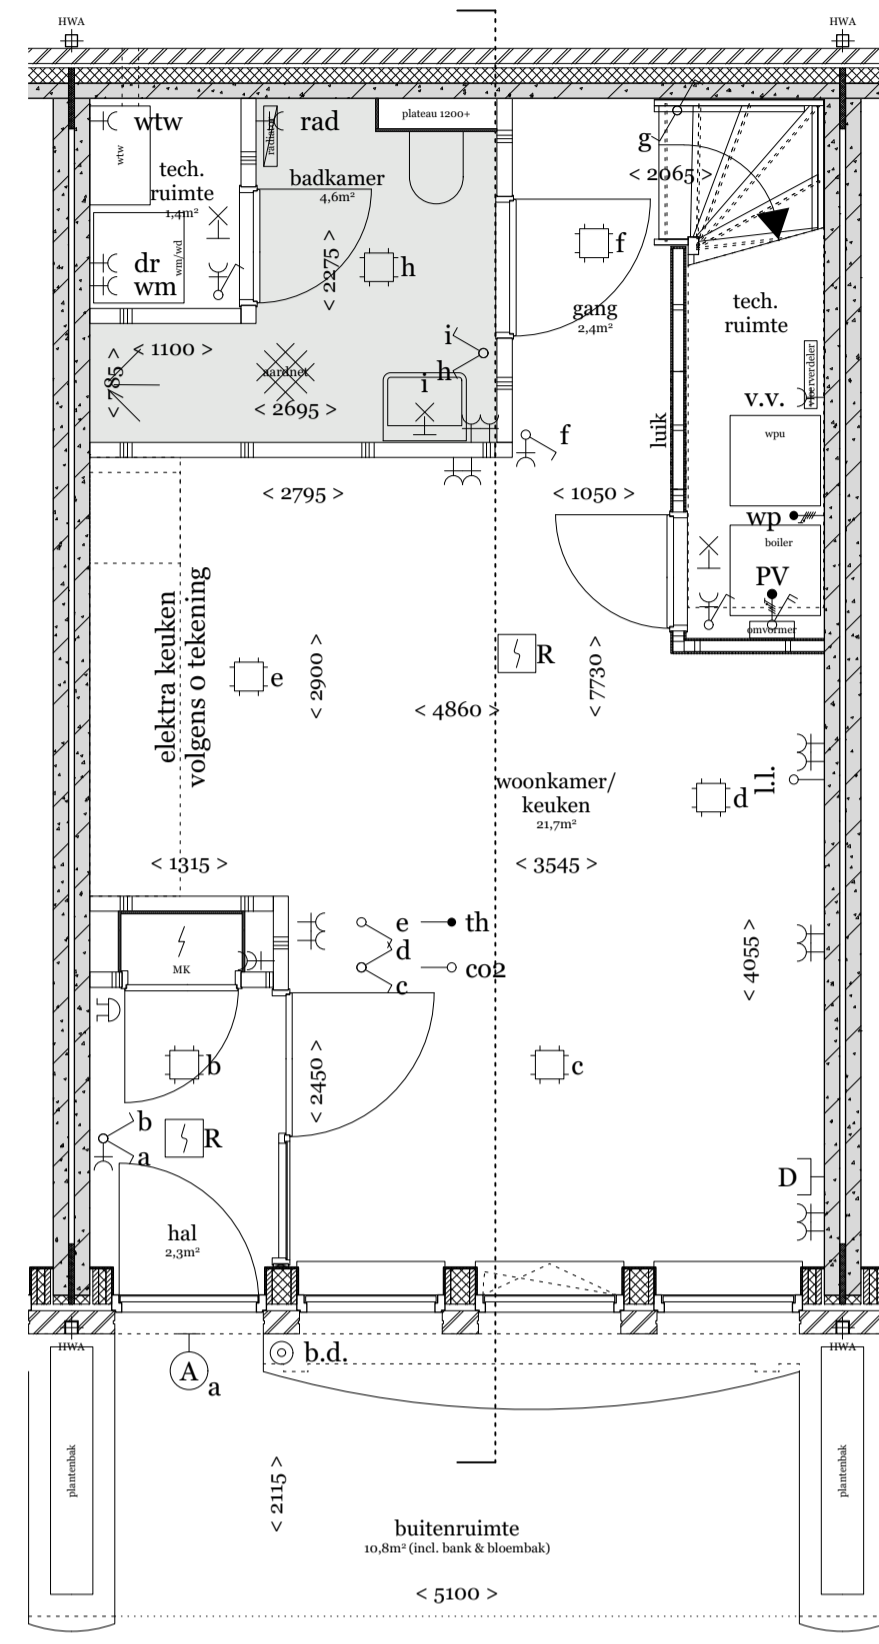 HWA
HWA
wtw
wtw
tech.
ruimte
1,4m²
dr
wm
wm/wd
rad
radiator
plateau 1200+
badkamer
4,6m²
< 2275 >
h
g
< 2065 >
f
gang
2,4m²
tech.
ruimte
vloerverdeler
v.v.
wpu
< 1100 >
< 785 >
aardnet
< 2695 >
i
h
i
f
luik
< 2795 >
< 1050 >
wp
boiler
PV
omvormer
elektra keuken
volgens 0 tekening
e
< 2900 >
R
< 7730 >
< 4860 >
woonkamer/
keuken
21,7m²
d
l.l.
< 1315 >
< 3545 >
MK
e
d
c
th
co2
< 4055 >
b
< 2450 >
c
b
a
R
D
hal
2,3m²
HWA
HWA
A
a
b.d.
plantenbak
plantenbak
< 2115 >
buitenruimte
10,8m² (incl. bank & bloembak)
< 5100 >